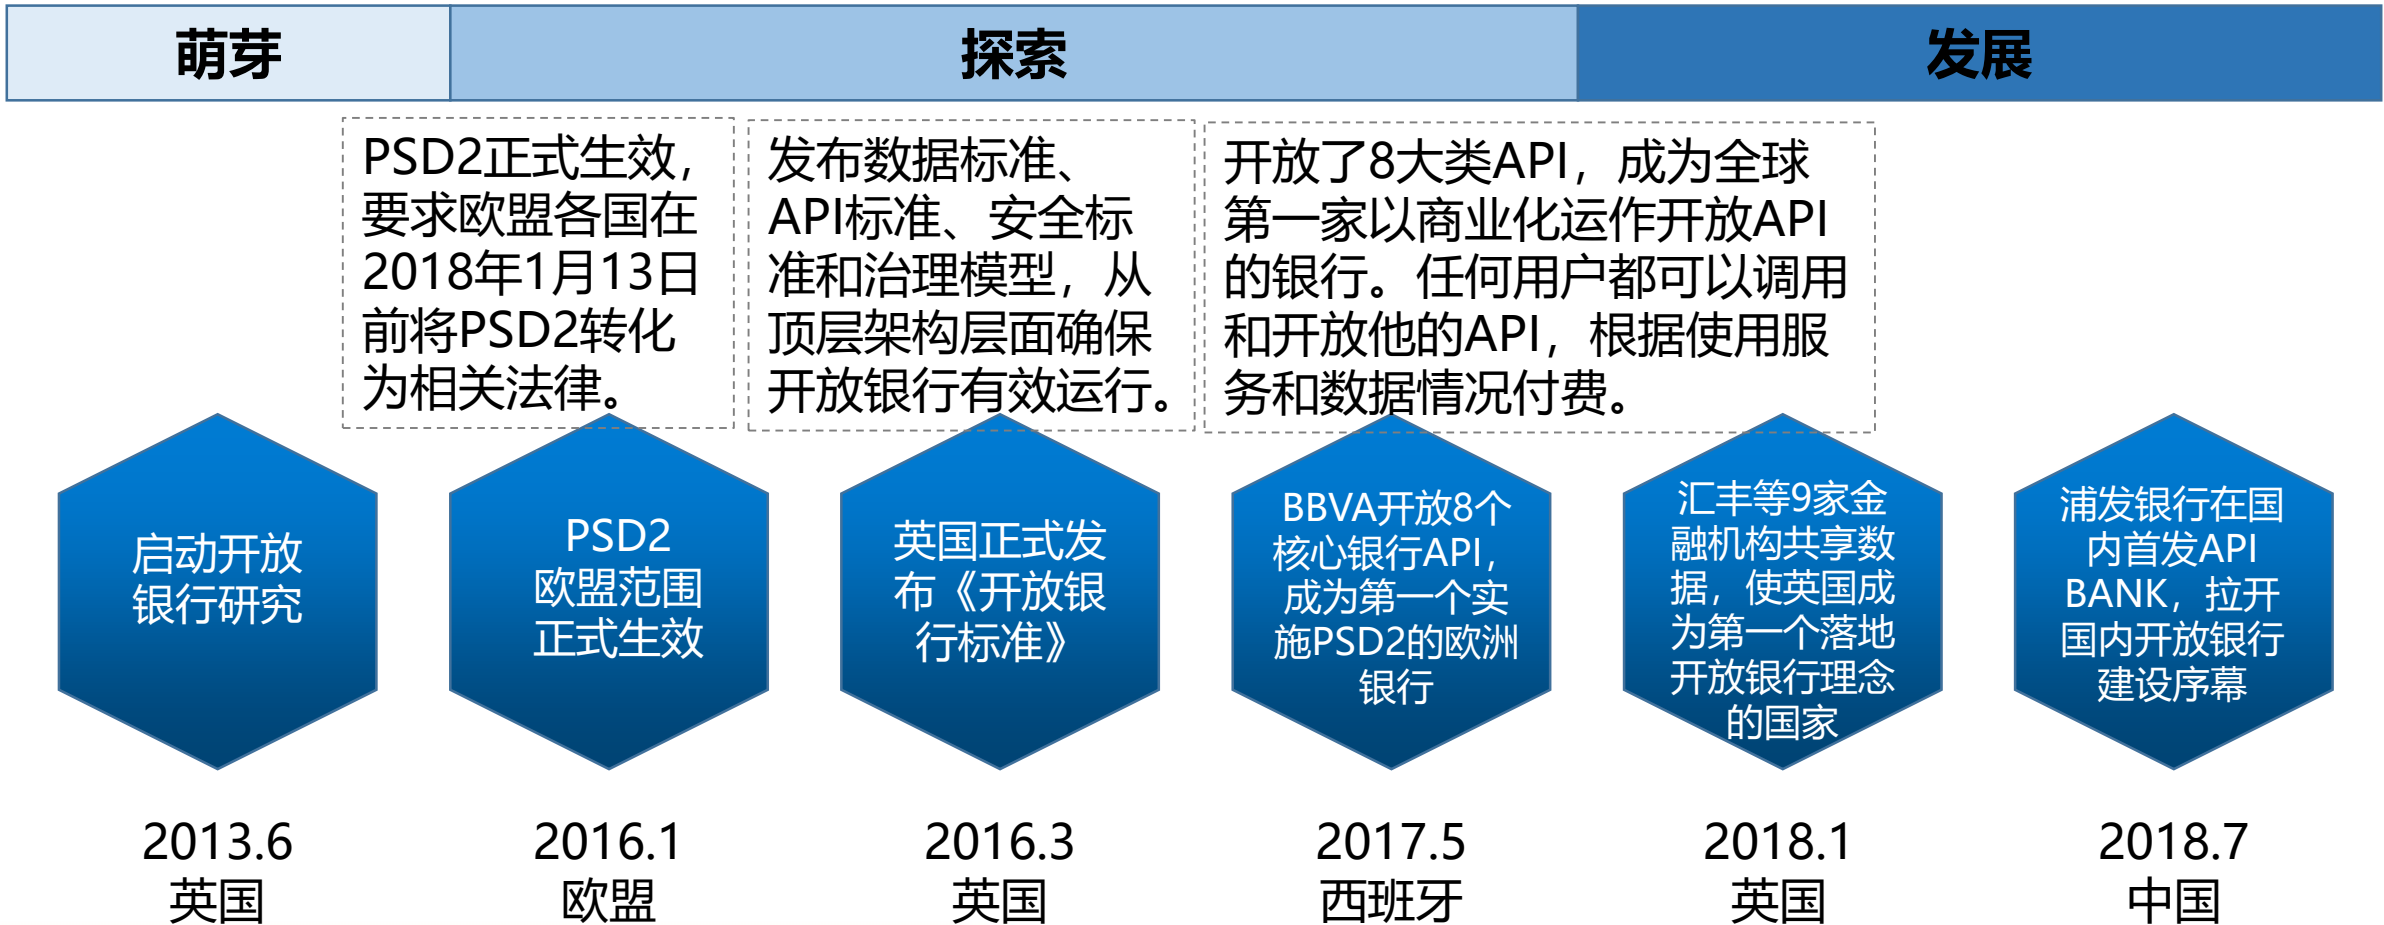 萌芽
探索
发展
PSD2正式生效，
要求欧盟各国在
2018年1月13日
前将PSD2转化
为相关法律。
发布数据标准、
API标准、安全标
准和治理模型，从
顶层架构层面确保
开放银行有效运行。
开放了8大类API，成为全球
第一家以商业化运作开放API
的银行。任何用户都可以调用
和开放他的API，根据使用服
务和数据情况付费。
启动开放
银行研究
PSD2
欧盟范围
正式生效
英国正式发
布《开放银
行标准》
BBVA开放8个
核心银行API，
成为第一个实
施PSD2的欧洲
银行
汇丰等9家金
融机构共享数
据，使英国成
为第一个落地
开放银行理念
的国家
浦发银行在国
内首发API
BANK，拉开
国内开放银行
建设序幕
2013.6
英国
2016.1
欧盟
2016.3
英国
2017.5
西班牙
2018.1
英国
2018.7
中国